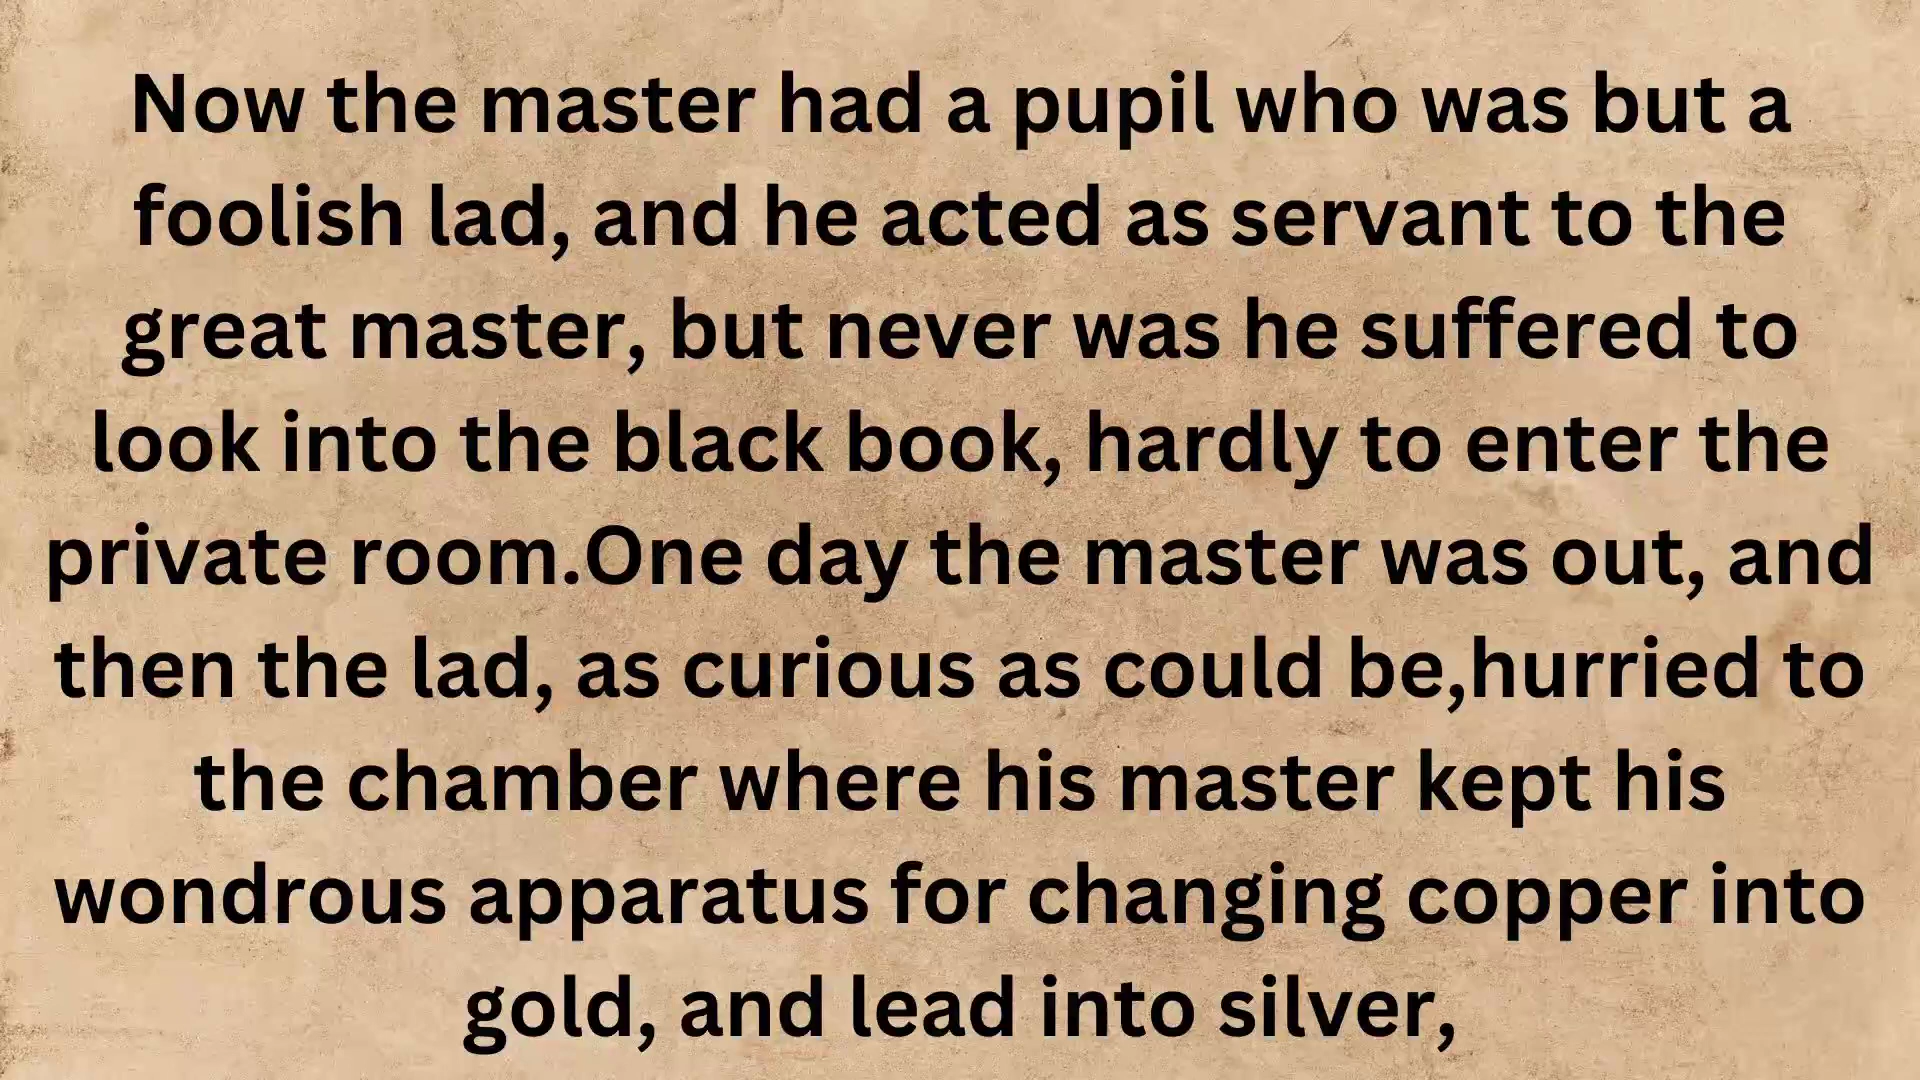 Now the master had a pupil who was but a
foolish lad, and he acted as servant to the
great master, but never was he suffered to
look into the black book, hardly to enter the
private room.One day the master was out, and
then the lad, as curious as could be,hurried to
the chamber where his master kept his
wondrous apparatus for changing copper into
gold, and lead into silver,